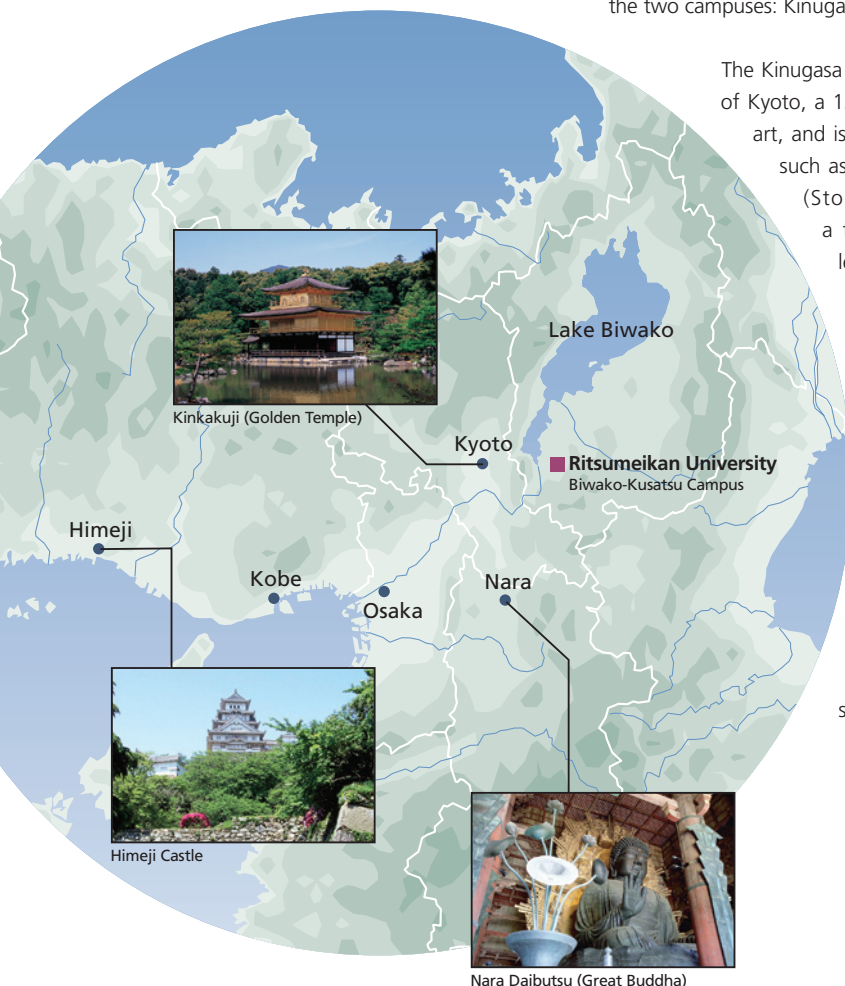 the two campuses: Kinuga
The Kinugasa
of Kyoto, a 1
art, and is
such as
(Sto
a
Lake Biwako
Kinkakuji (Golden Temple)
Kyoto
Ritsumeikan University
Biwako-Kusatsu Campus
Himeji
Kobe
Osaka
Nara
Himeji Castle
Nara Daibutsu (Great Buddha)